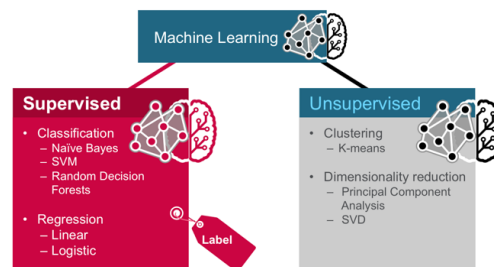 Machine Learning
Supervised
• Classification
– Naïve Bayes
– SVM
– Random Decision
Forests
• Regression
– Linear
– Logistic
Label
Unsupervised
• Clustering
– K-means
• Dimensionality reduction
– Principal Component
Analysis
– SVD